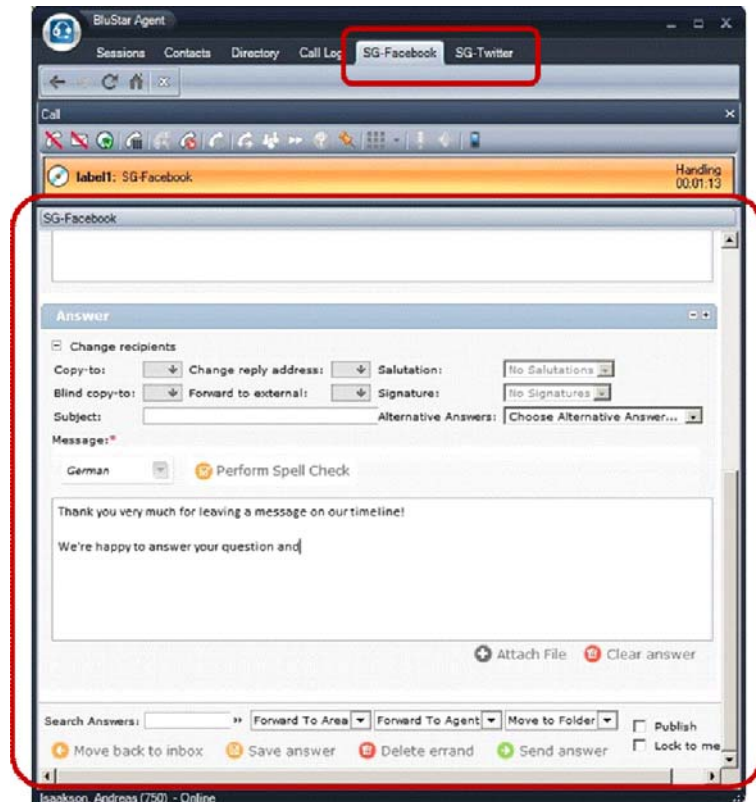 BluStar Agent
Sessions Contacts Directory Call Log SG-Facebook SG-Twitter
Call
label1: SG-Facebook
Handing
00:01:13
SG-Facebook
Answer
Change recipients
Copy-to: Change reply address: Salutation: No Salutations
Blind copy-to: Forward to external: Signature: No Signatures
Subject: Alternative Answers: Choose Alternative Answer...
Message:*
German Perform Spell Check
Thank you very much for leaving a message on our timeline!
We're happy to answer your question and
Attach File Clear answer
Search Answers: » Forward To Area Forward To Agent Move to Folder Publish
Move back to inbox Save answer Delete errand Send answer Lock to me
Isaakson, Andreas (750) - Online